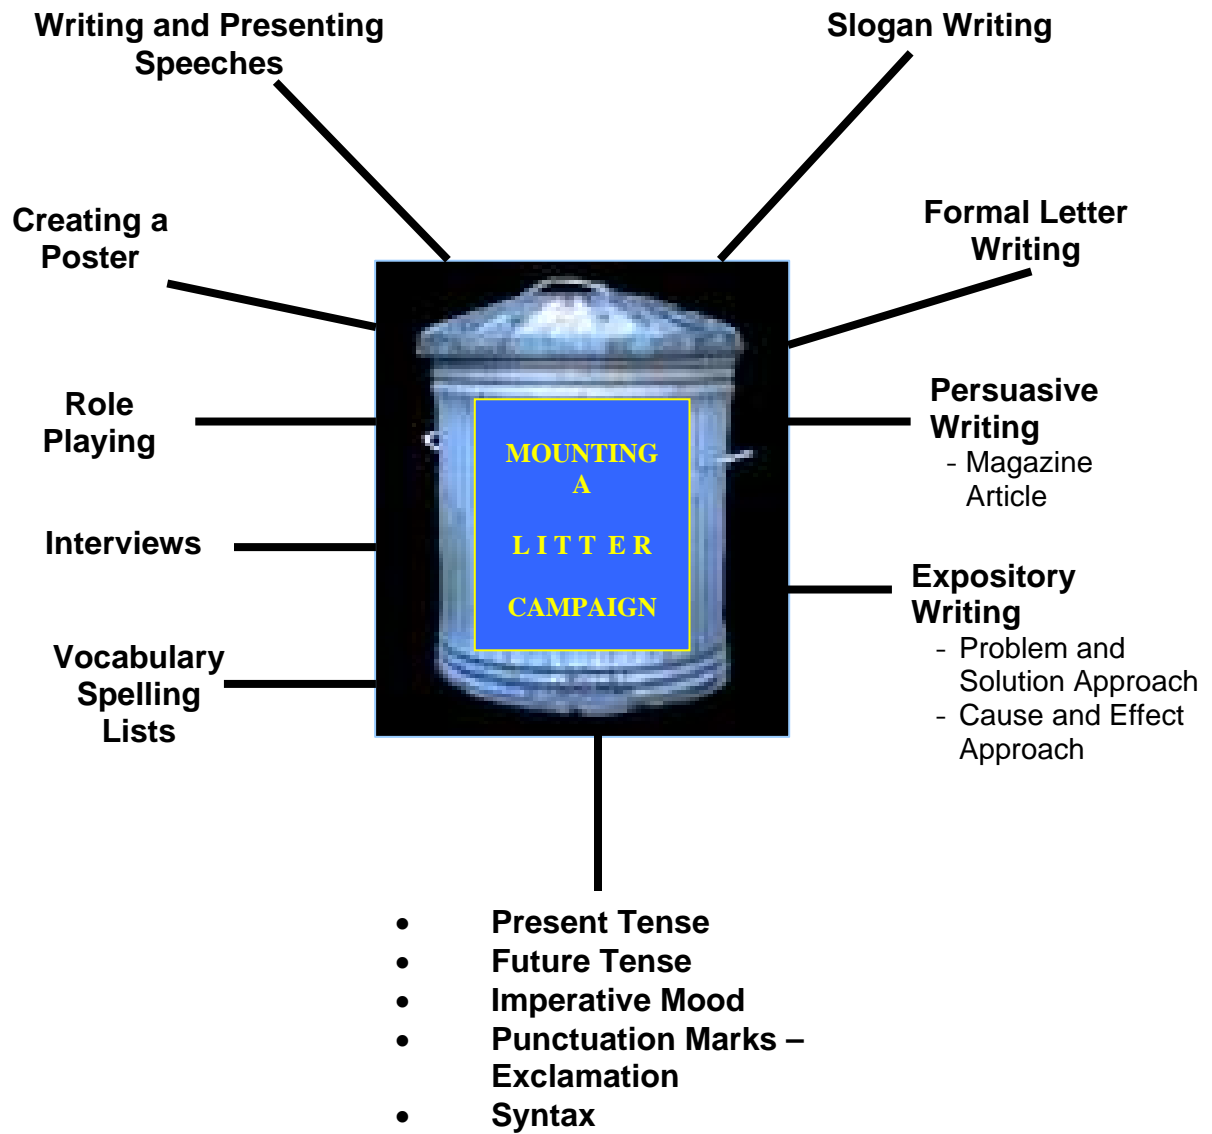 Writing and Presenting
Speeches
Slogan Writing
Creating a
Poster
Formal Letter
Writing
Role
Playing
Persuasive
Writing
- Magazine
Article
MOUNTING
A
L I T T E R
CAMPAIGN
Interviews
Expository
Writing
- Problem and
Solution Approach
- Cause and Effect
Approach
Vocabulary
Spelling
Lists
• Present Tense
• Future Tense
• Imperative Mood
• Punctuation Marks –
Exclamation
• Syntax